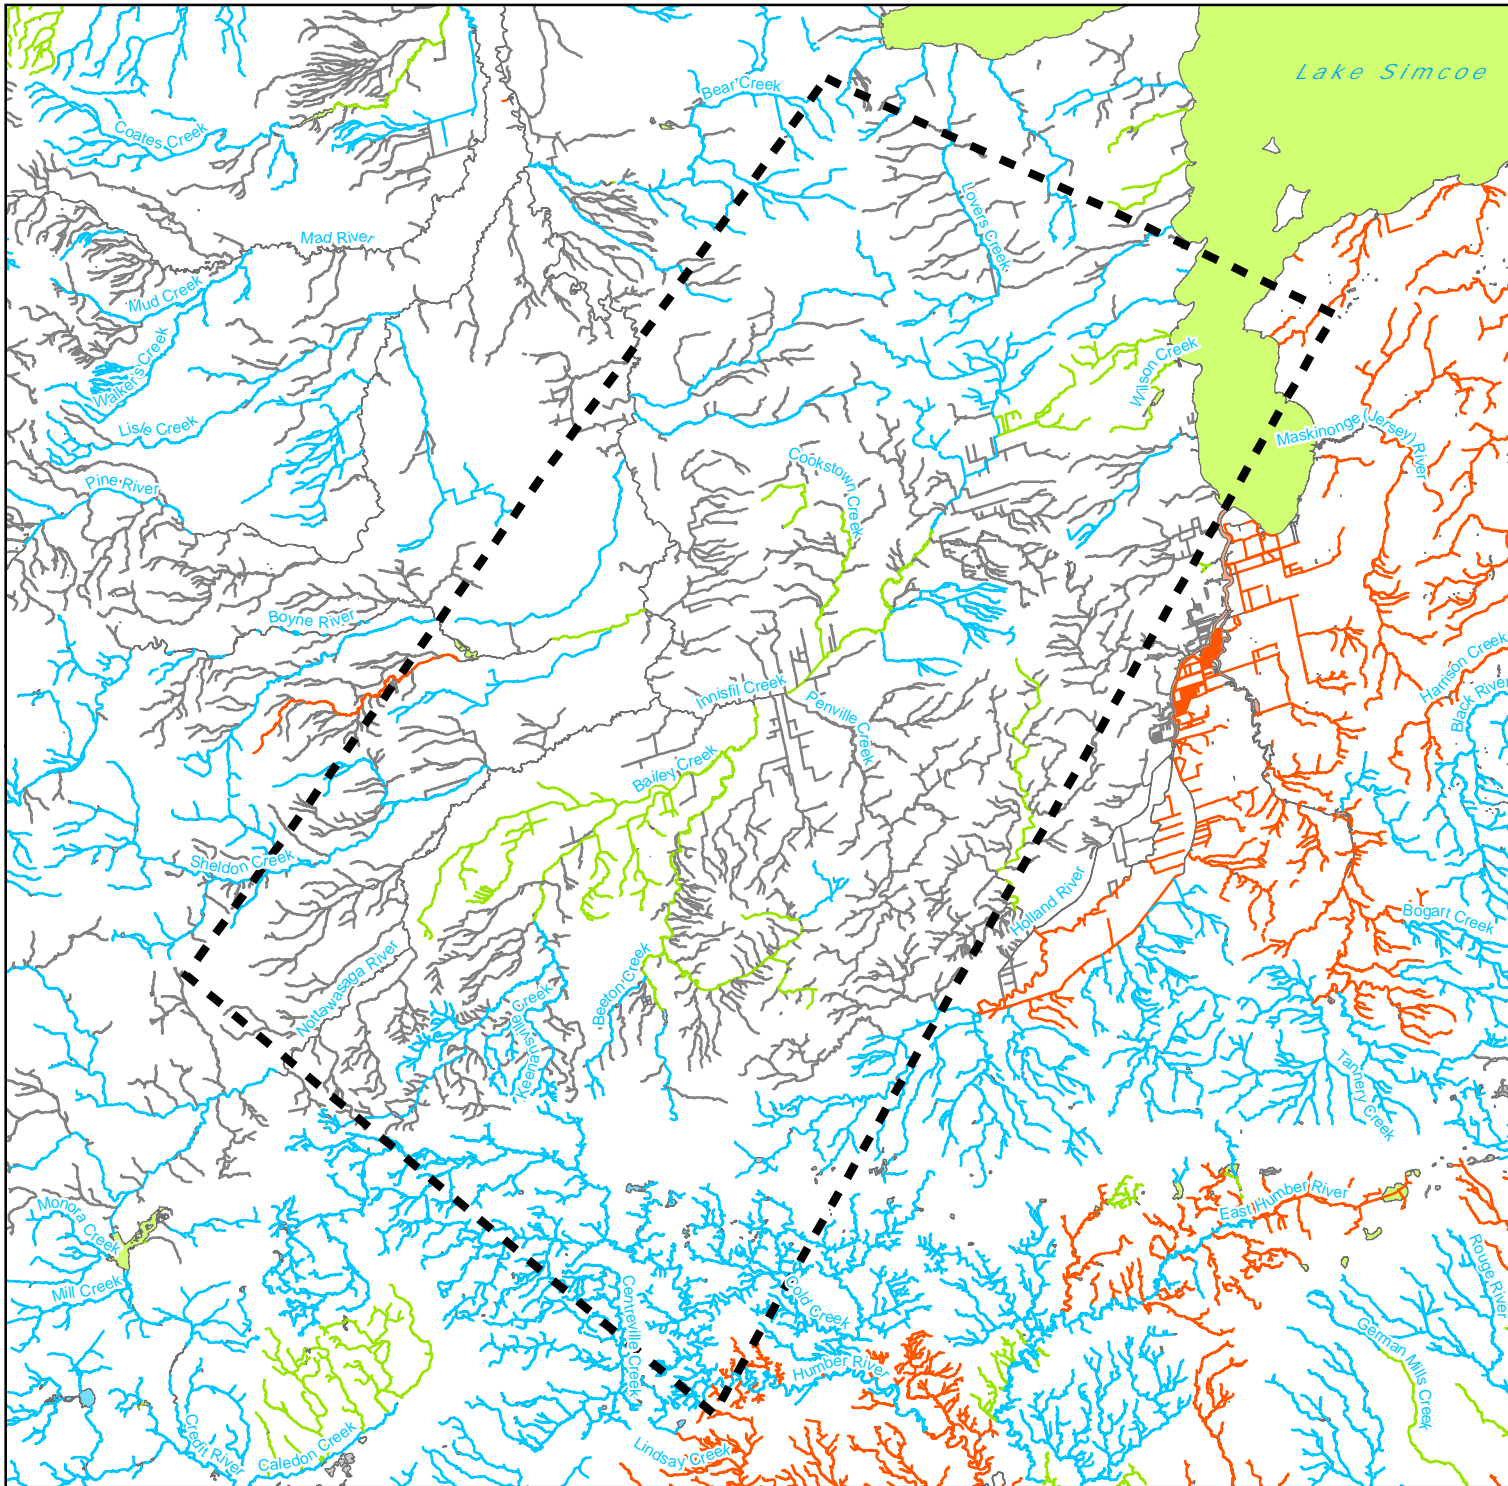 Lake Simcoe
Bear Creek
Coates Creek
Lovers Creek
Mad River
Mud Creek
Walker's Creek
Wilson Creek
Lisle Creek
Maskinonge (Jersey) River
Cookstown Creek
Pine River
Boyne River
Harrison Creek
Black River
Innisfil Creek
Penville Creek
Bailey Creek
Sheldon Creek
Holland River
Bogart Creek
Nottawasaga River
Beeton Creek
Keenansville Creek
Tannery Creek
East Humber River
Monora Creek
Mill Creek
Rouge River
Cold Creek
Centreville Creek
German Mills Creek
Humber River
Credit River
Caledon Creek
Lindsay Creek